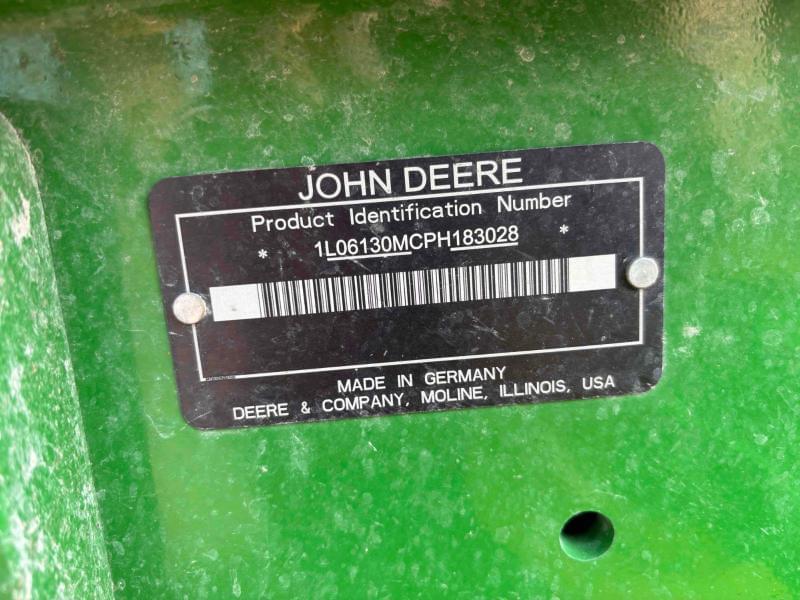 JOHN DEERE
Product Identification Number
* 1L06130MCPH183028 *
MADE IN GERMANY
DEERE & COMPANY, MOLINE, ILLINOIS, USA